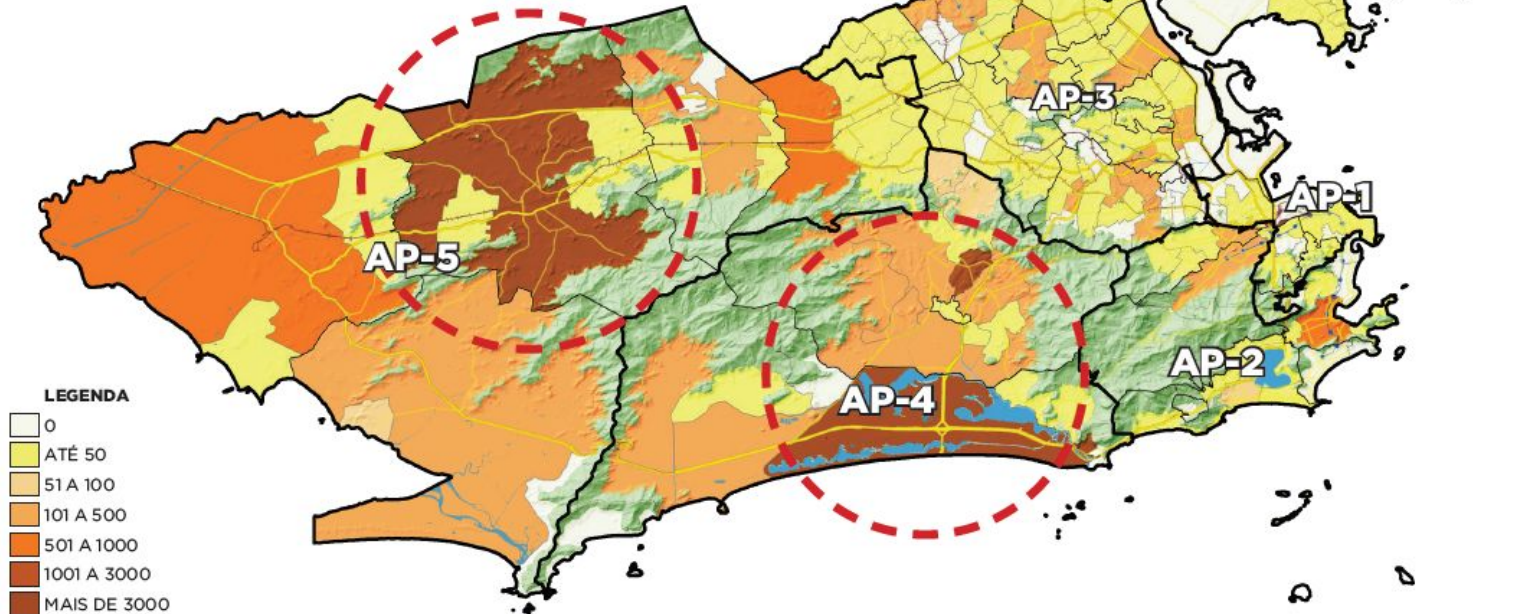 AP-3
AP-1
AP-5
AP-2
AP-4
LEGENDA
0
ATÉ 50
51 A 100
101 A 500
501 A 1000
1001 A 3000
MAIS DE 3000